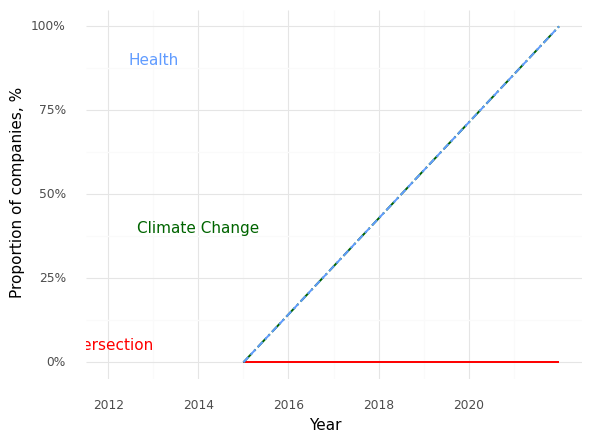 100%
Health
75%
Proportion of companies, %
50%
Climate Change
25%
ersection
0%
2012 2014 2016 2018 2020
Year